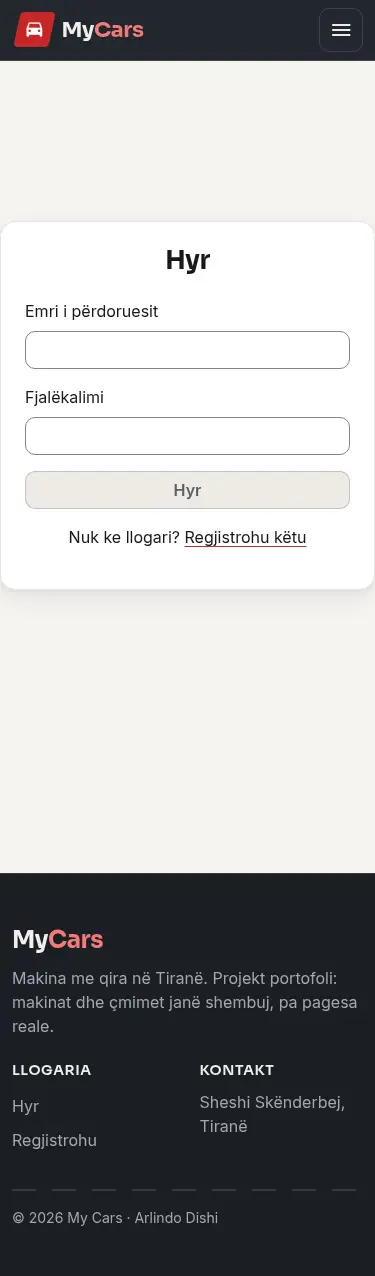 MyCars
Hyr
Emri i përdoruesit
Fjalëkalimi
Hyr
Nuk ke llogari? Regjistrohu këtu
MyCars
Makina me qira në Tiranë. Projekt portofoli:
makinat dhe çmimet janë shembuj, pa pagesa
reale.
LLOGARIA
Hyr
Regjistrohu
KONTAKT
Sheshi Skënderbej,
Tiranë
© 2026 My Cars · Arlindo Dishi